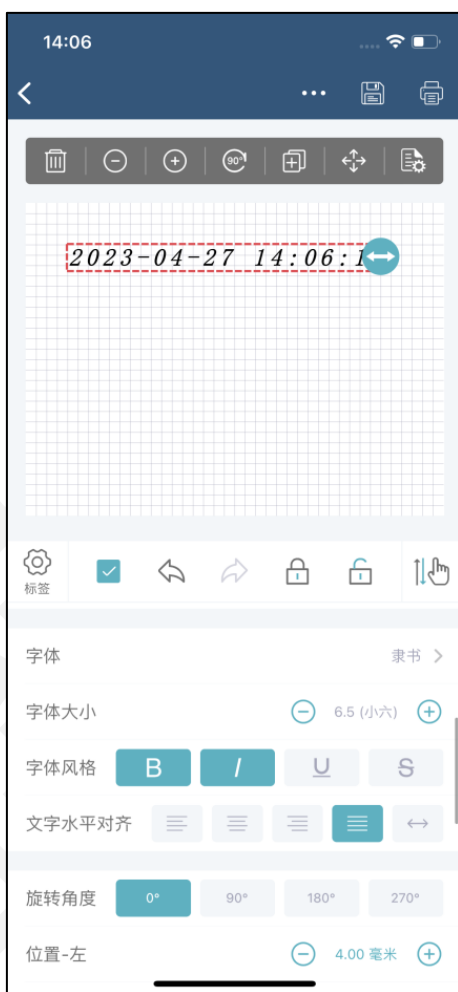 14:06
90°
2023-04-27 14:06:1
标签
字体 隶书
字体大小 6.5 (小六)
字体风格 B I U S
文字水平对齐
旋转角度 0° 90° 180° 270°
位置-左 4.00 毫米